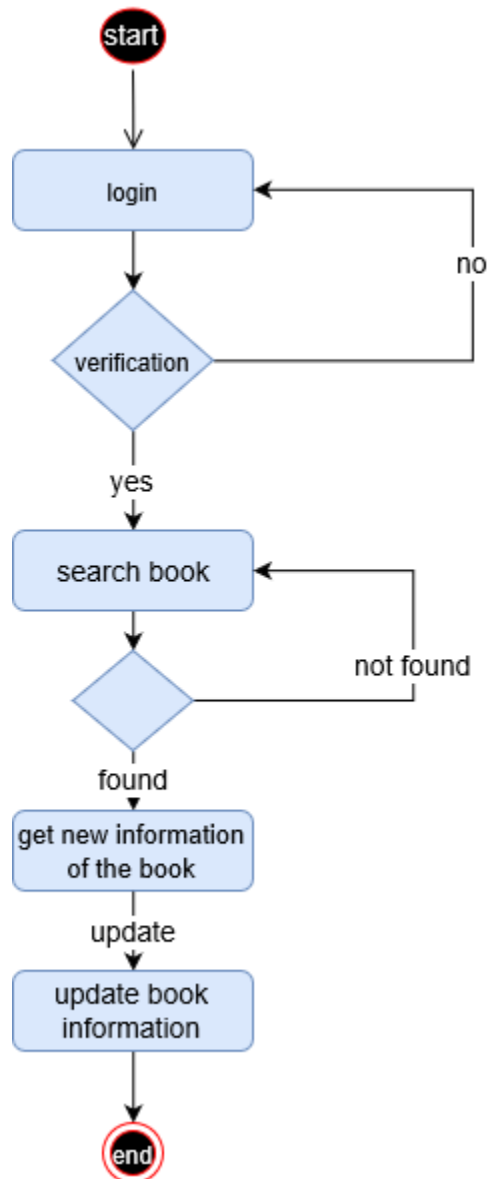 start
login
no
verification
yes
search book
not found
found
get new information
of the book
update
update book
information
end